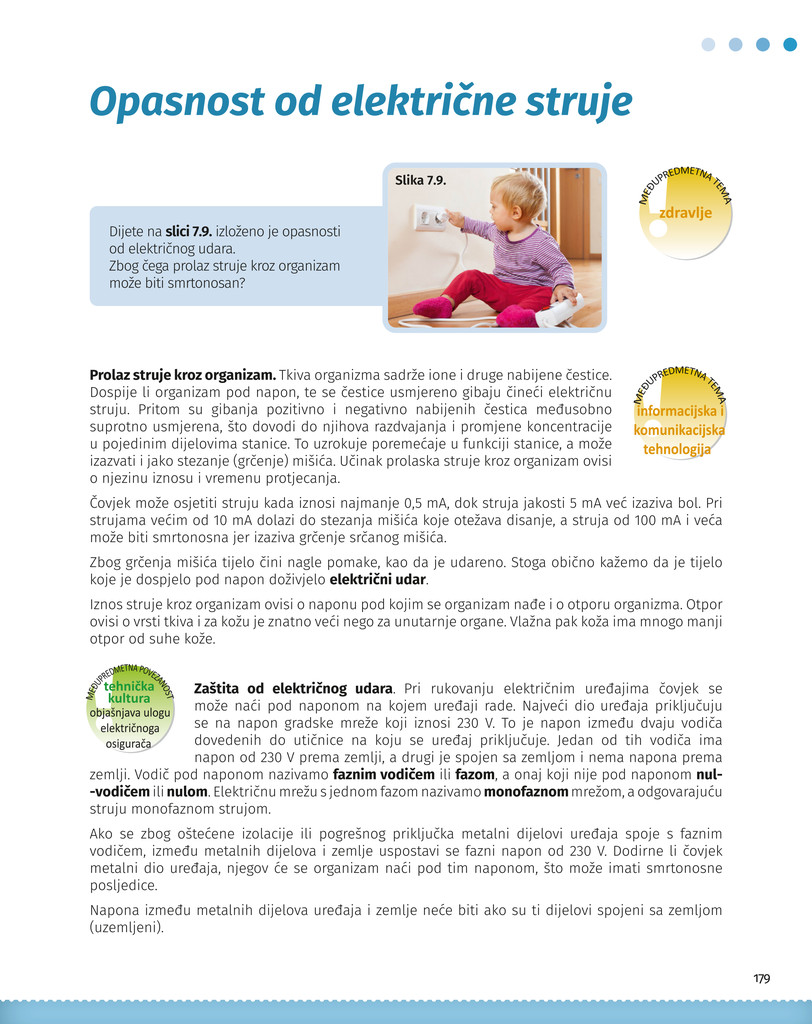 Opasnost od električne struje
Slika 7.9.
MEĐUPREDMETNA TEMA
zdravlje
Dijete na slici 7.9. izloženo je opasnosti
od električnog udara.
Zbog čega prolaz struje kroz organizam
može biti smrtonosan?
Prolaz struje kroz organizam. Tkiva organizma sadrže ione i druge nabijene čestice.
Dospije li organizam pod napon, te se čestice usmjereno gibaju čineći električnu
struju. Pritom su gibanja pozitivno i negativno nabijenih čestica međusobno
suprotno usmjerena, što dovodi do njihova razdvajanja i promjene koncentracije
u pojedinim dijelovima stanice. To uzrokuje poremećaje u funkciji stanice, a može
izazvati i jako stezanje (grčenje) mišića. Učinak prolaska struje kroz organizam ovisi
o njezinu iznosu i vremenu protjecanja.
MEĐUPREDMETNA TEMA
informacijska i
komunikacijska
tehnologija
Čovjek može osjetiti struju kada iznosi najmanje 0,5 mA, dok struja jakosti 5 mA već izaziva bol. Pri
strujama većim od 10 mA dolazi do stezanja mišića koje otežava disanje, a struja od 100 mA i veća
može biti smrtonosna jer izaziva grčenje srčanog mišića.
Zbog grčenja mišića tijelo čini nagle pomake, kao da je udareno. Stoga obično kažemo da je tijelo
koje je dospjelo pod napon doživjelo električni udar.
Iznos struje kroz organizam ovisi o naponu pod kojim se organizam nađe i o otporu organizma. Otpor
ovisi o vrsti tkiva i za kožu je znatno veći nego za unutarnje organe. Vlažna pak koža ima mnogo manji
otpor od suhe kože.
MEĐUPREDMETNA POVEZANOST
tehnička
kultura
objašnjava ulogu
električnoga
osigurača
Zaštita od električnog udara. Pri rukovanju električnim uređajima čovjek se
može naći pod naponom na kojem uređaji rade. Najveći dio uređaja priključuju
se na napon gradske mreže koji iznosi 230 V. To je napon između dvaju vodiča
dovedenih do utičnice na koju se uređaj priključuje. Jedan od tih vodiča ima
napon od 230 V prema zemlji, a drugi je spojen sa zemljom i nema napona prema
zemlji. Vodič pod naponom nazivamo faznim vodičem ili fazom, a onaj koji nije pod naponom nul-
-vodičem ili nulom. Električnu mrežu s jednom fazom nazivamo monofaznom mrežom, a odgovarajuću
struju monofaznom strujom.
Ako se zbog oštećene izolacije ili pogrešnog priključka metalni dijelovi uređaja spoje s faznim
vodičem, između metalnih dijelova i zemlje uspostavi se fazni napon od 230 V. Dodirne li čovjek
metalni dio uređaja, njegov će se organizam naći pod tim naponom, što može imati smrtonosne
posljedice.
Napona između metalnih dijelova uređaja i zemlje neće biti ako su ti dijelovi spojeni sa zemljom
(uzemljeni).
179